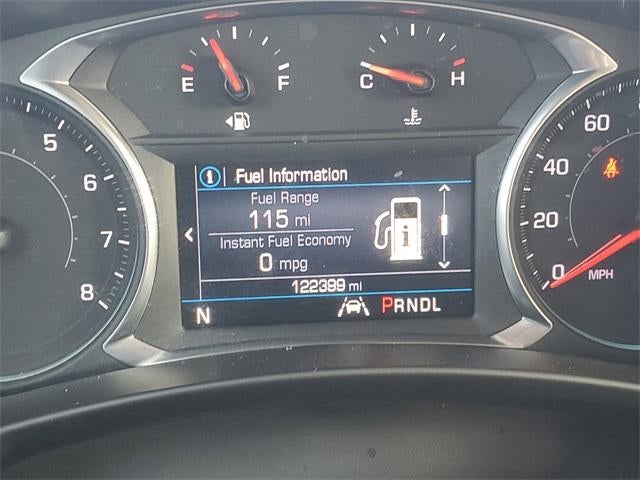 E F
C H
5
6
7
8
i Fuel Information
Fuel Range
115 mi
Instant Fuel Economy
0 mpg
i
122399 mi
N PRNDL
60
40
20
0
MPH